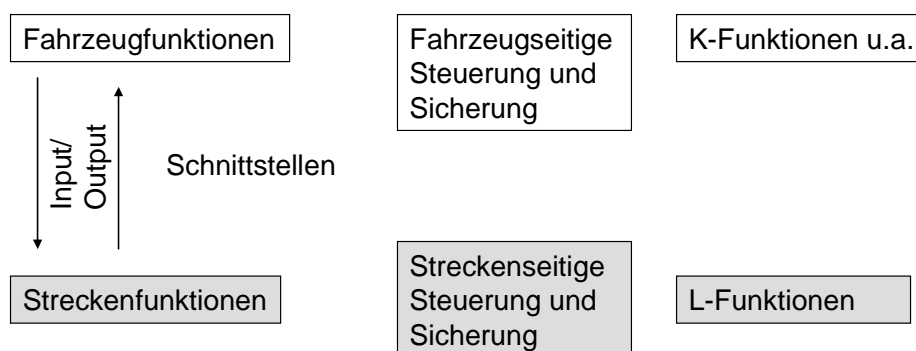 Fahrzeugfunktionen
Fahrzeugseitige
Steuerung und
Sicherung
K-Funktionen u.a.
Input/
Output
Schnittstellen
Streckenfunktionen
Streckenseitige
Steuerung und
Sicherung
L-Funktionen